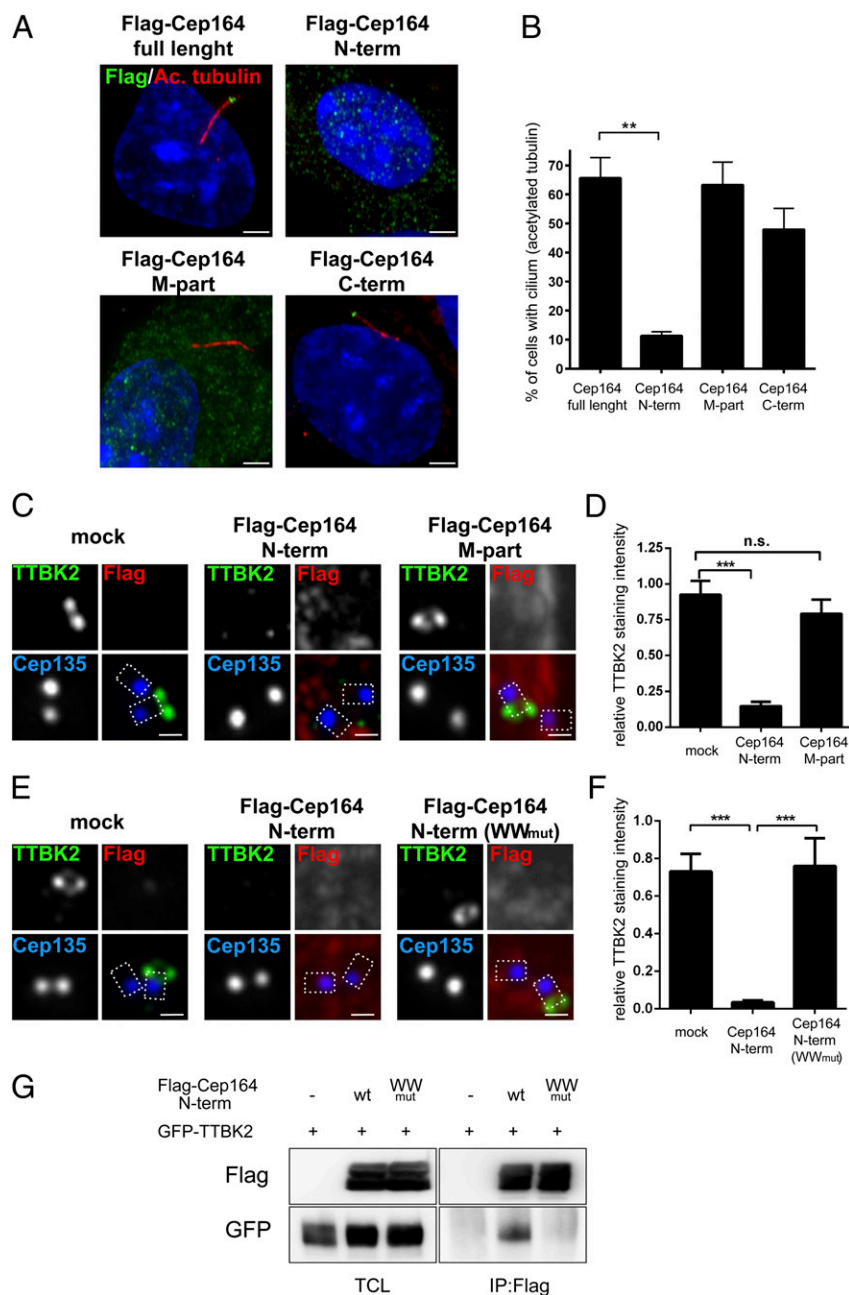 A
Flag-Cep164
full lenght
Flag/Ac. tubulin
Flag-Cep164
N-term
Flag-Cep164
M-part
Flag-Cep164
C-term
B
% of cells with cilium (acetylated tubulin)
70
60
50
40
30
20
10
0
**
Cep164
full lenght
Cep164
N-term
Cep164
M-part
Cep164
C-term
C
mock
TTBK2 Flag
Cep135
Flag-Cep164
N-term
TTBK2 Flag
Cep135
Flag-Cep164
M-part
TTBK2 Flag
Cep135
D
relative TTBK2 staining intensity
1.25
1.00
0.75
0.50
0.25
0.00
n.s.
***
mock
Cep164
N-term
Cep164
M-part
E
mock
TTBK2 Flag
Cep135
Flag-Cep164
N-term
TTBK2 Flag
Cep135
Flag-Cep164
N-term (WWmut)
TTBK2 Flag
Cep135
F
relative TTBK2 staining intensity
1.0
0.8
0.6
0.4
0.2
0.0
*** ***
mock
Cep164
N-term
Cep164
N-term
(WWmut)
G
Flag-Cep164
N-term
- wt WW mut - wt WW mut
GFP-TTBK2 + + + + + +
Flag
GFP
TCL IP:Flag